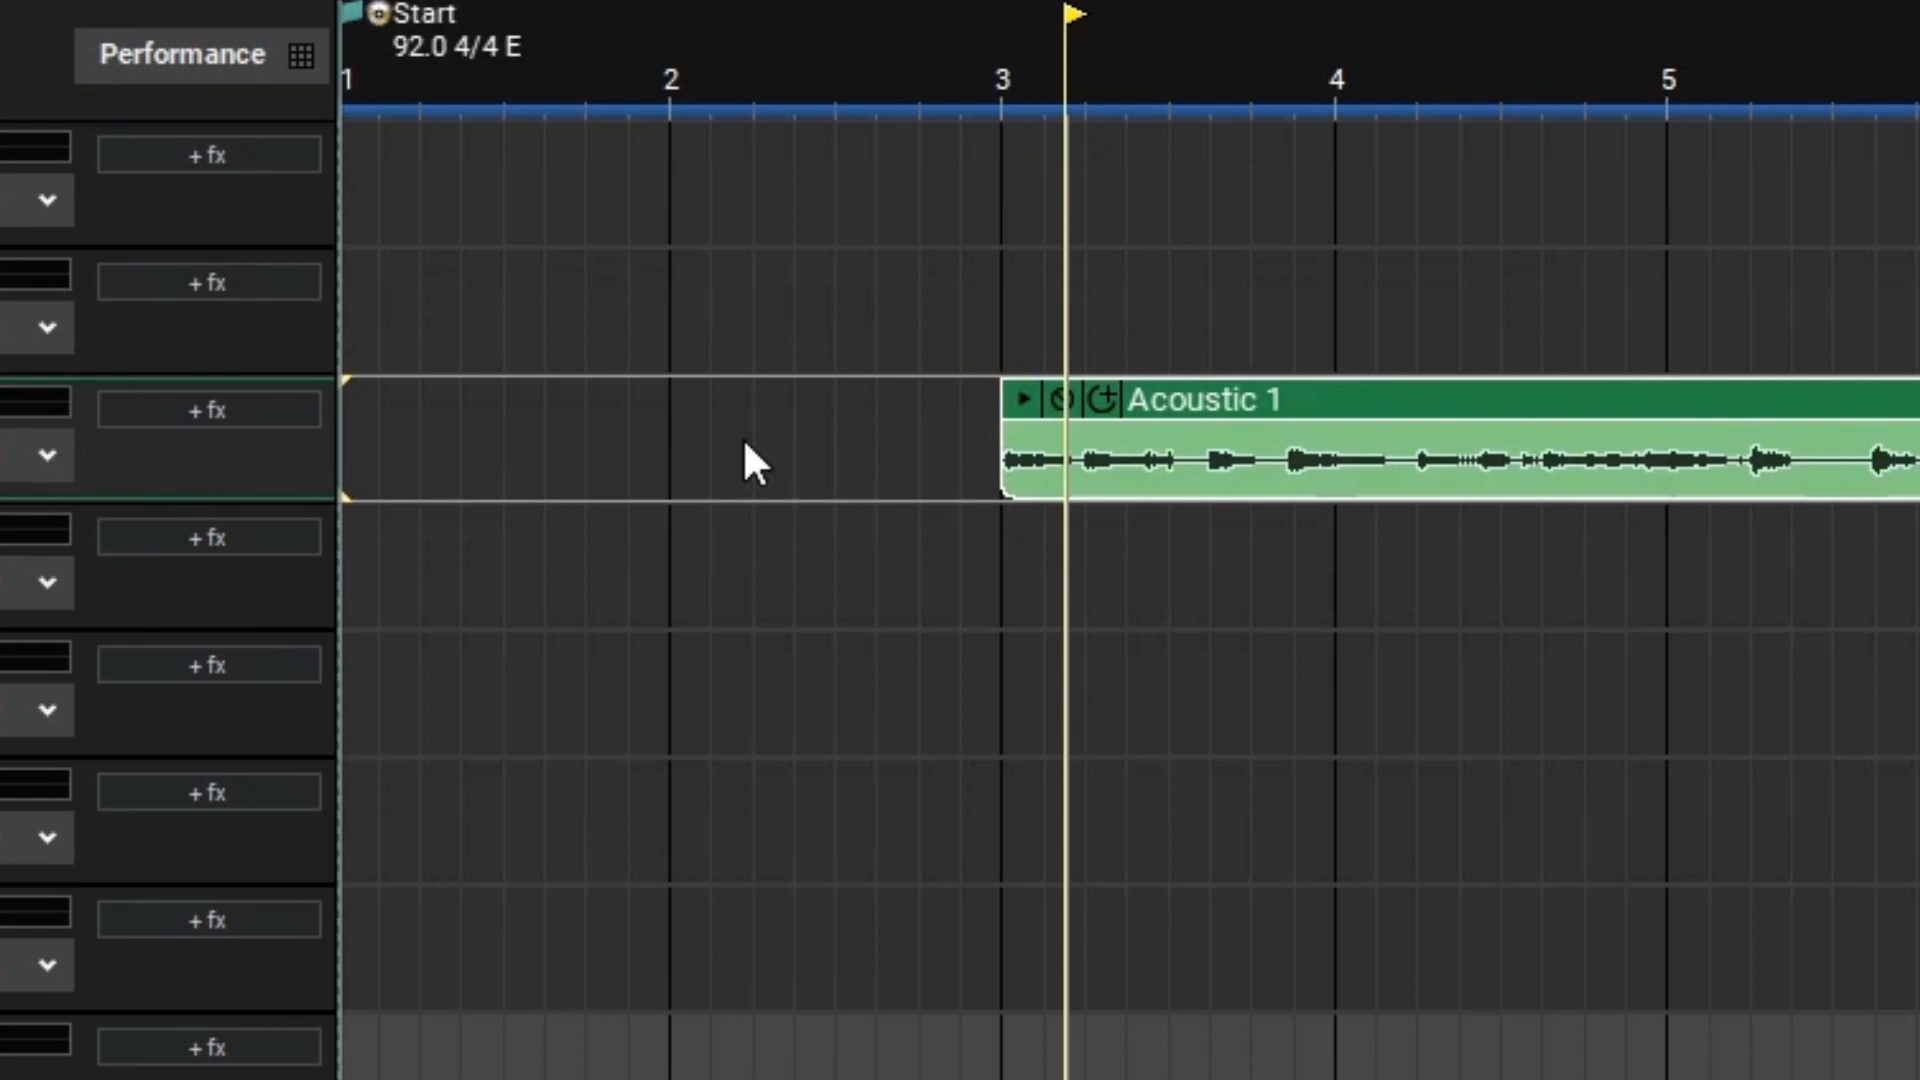 Start
Performance
92.0 4/4 E
1
2
3
4
5
+ fx
+ fx
+ fx
Acoustic 1
+ fx
+ fx
+ fx
+ fx
+ fx